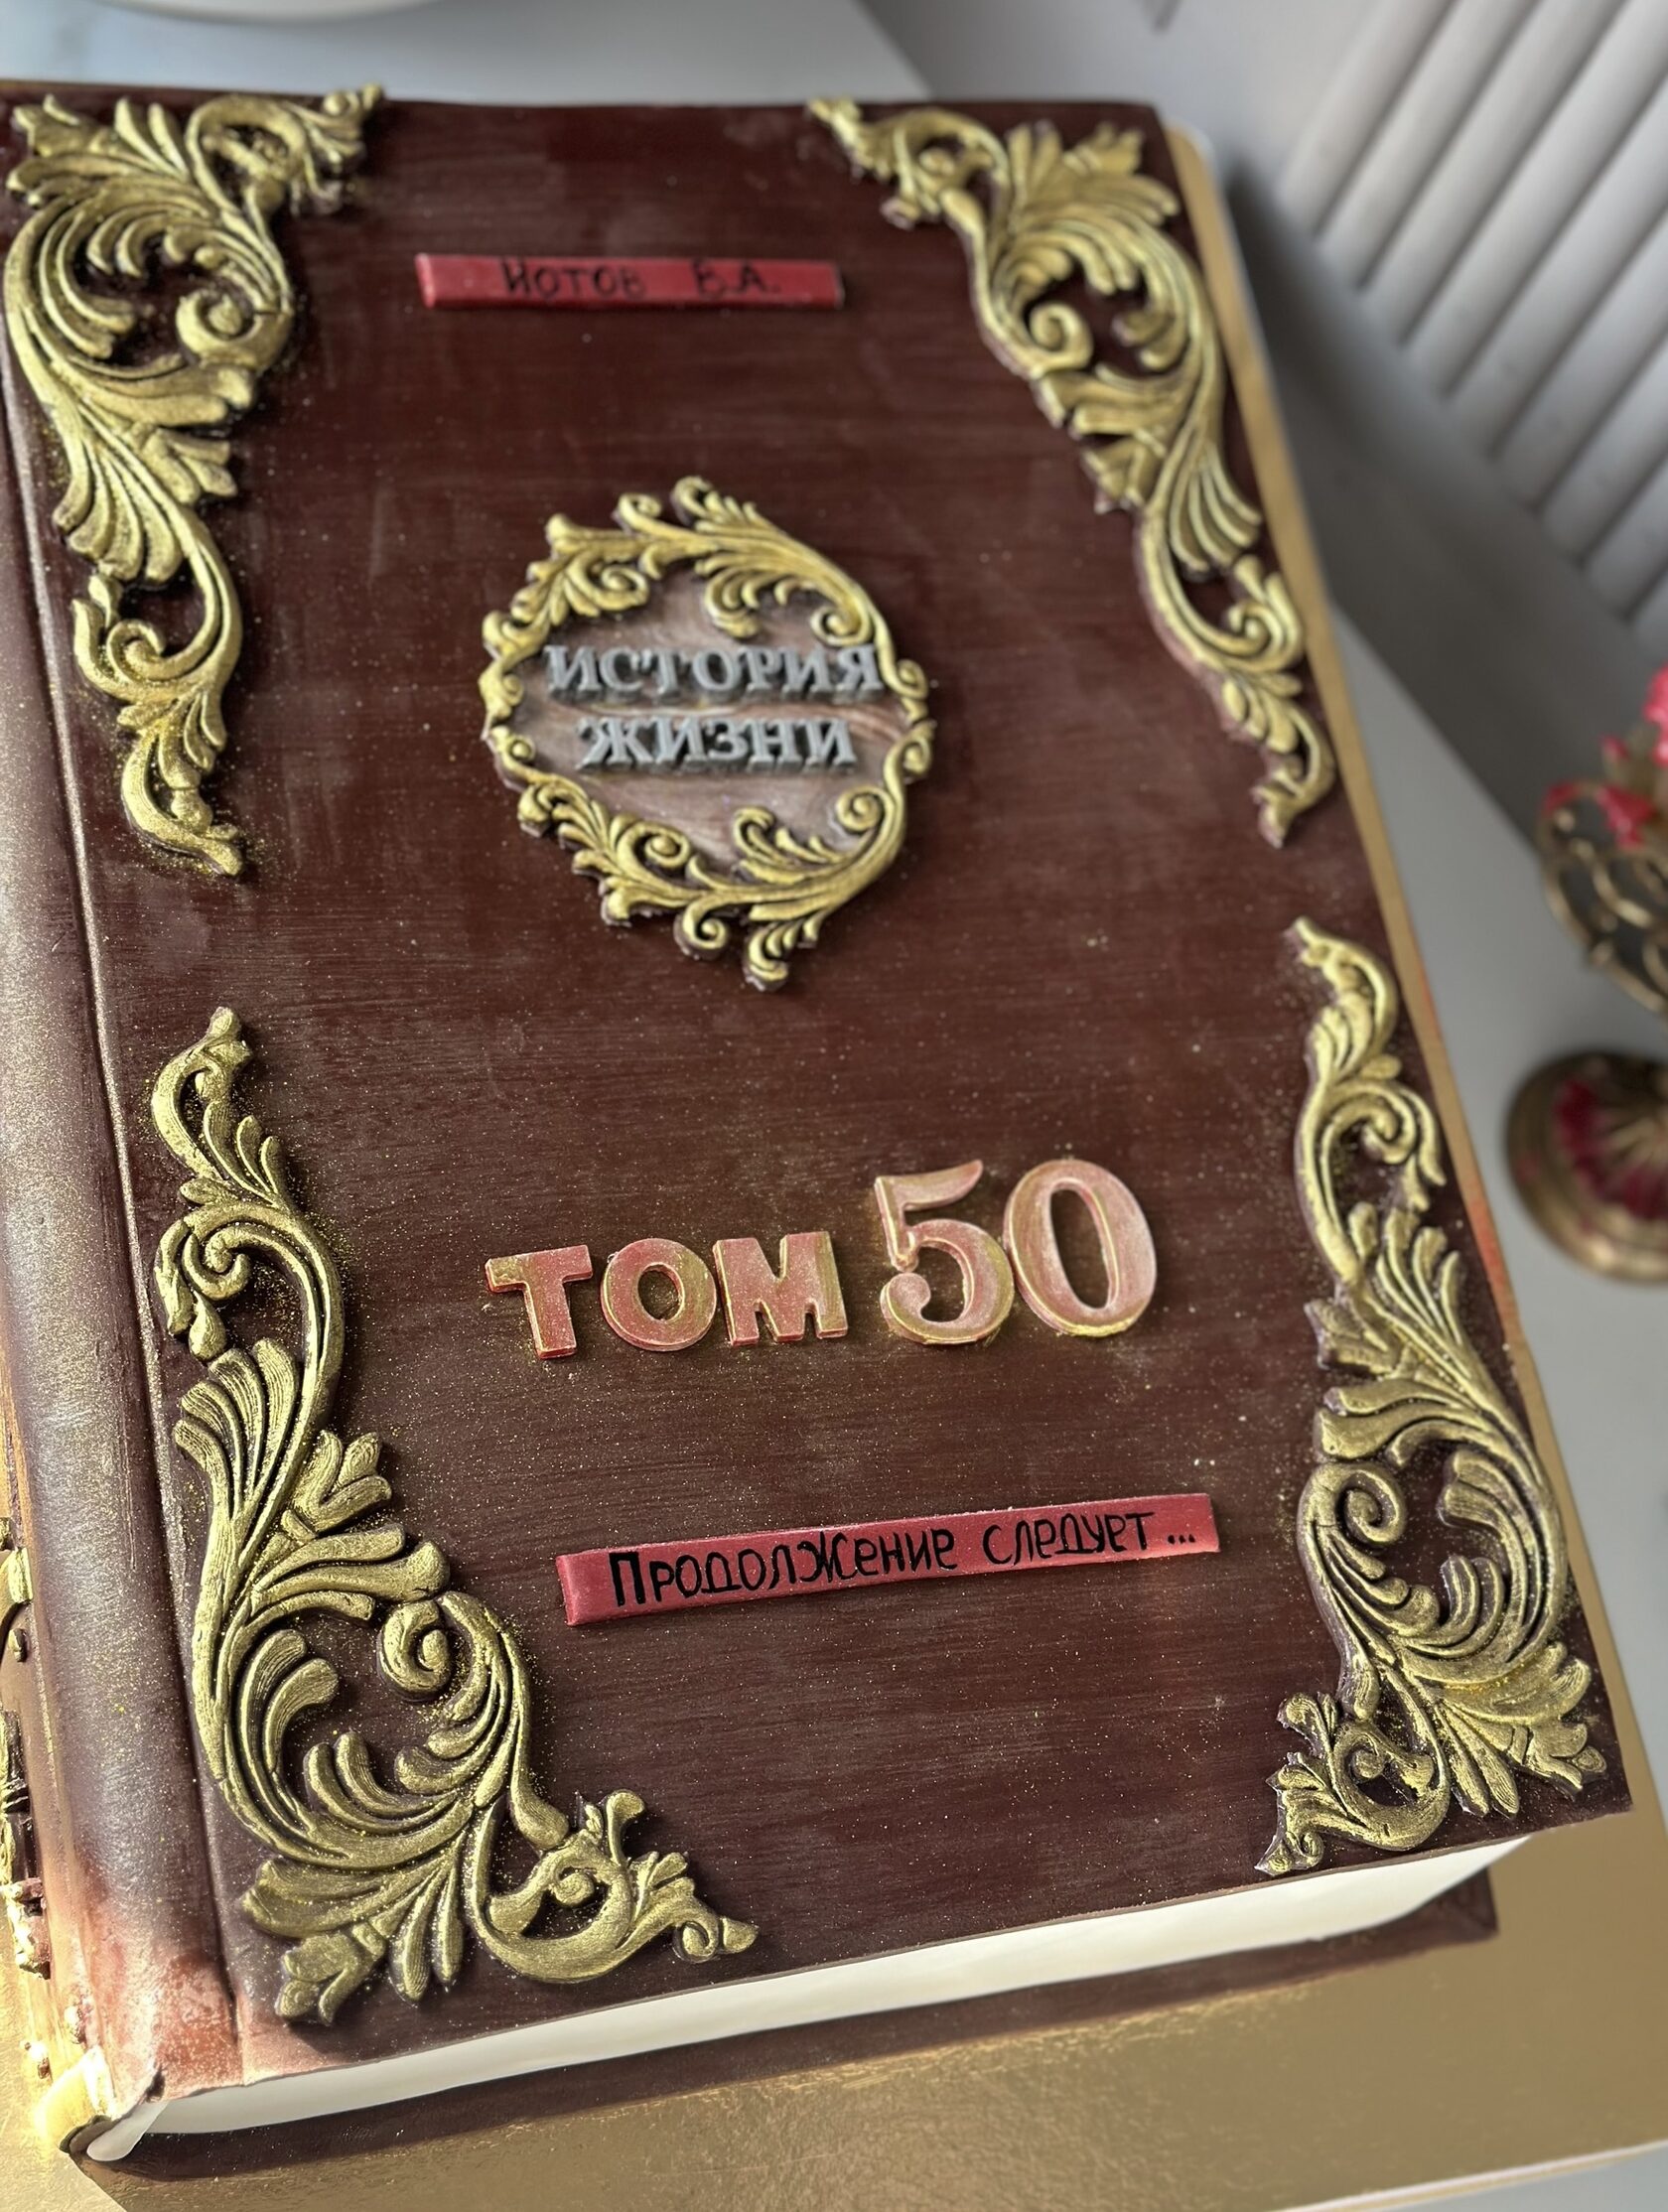 Йотов В.А.
ИСТОРИЯ
ЖИЗНИ
ТОМ 50
Продолжение следует...